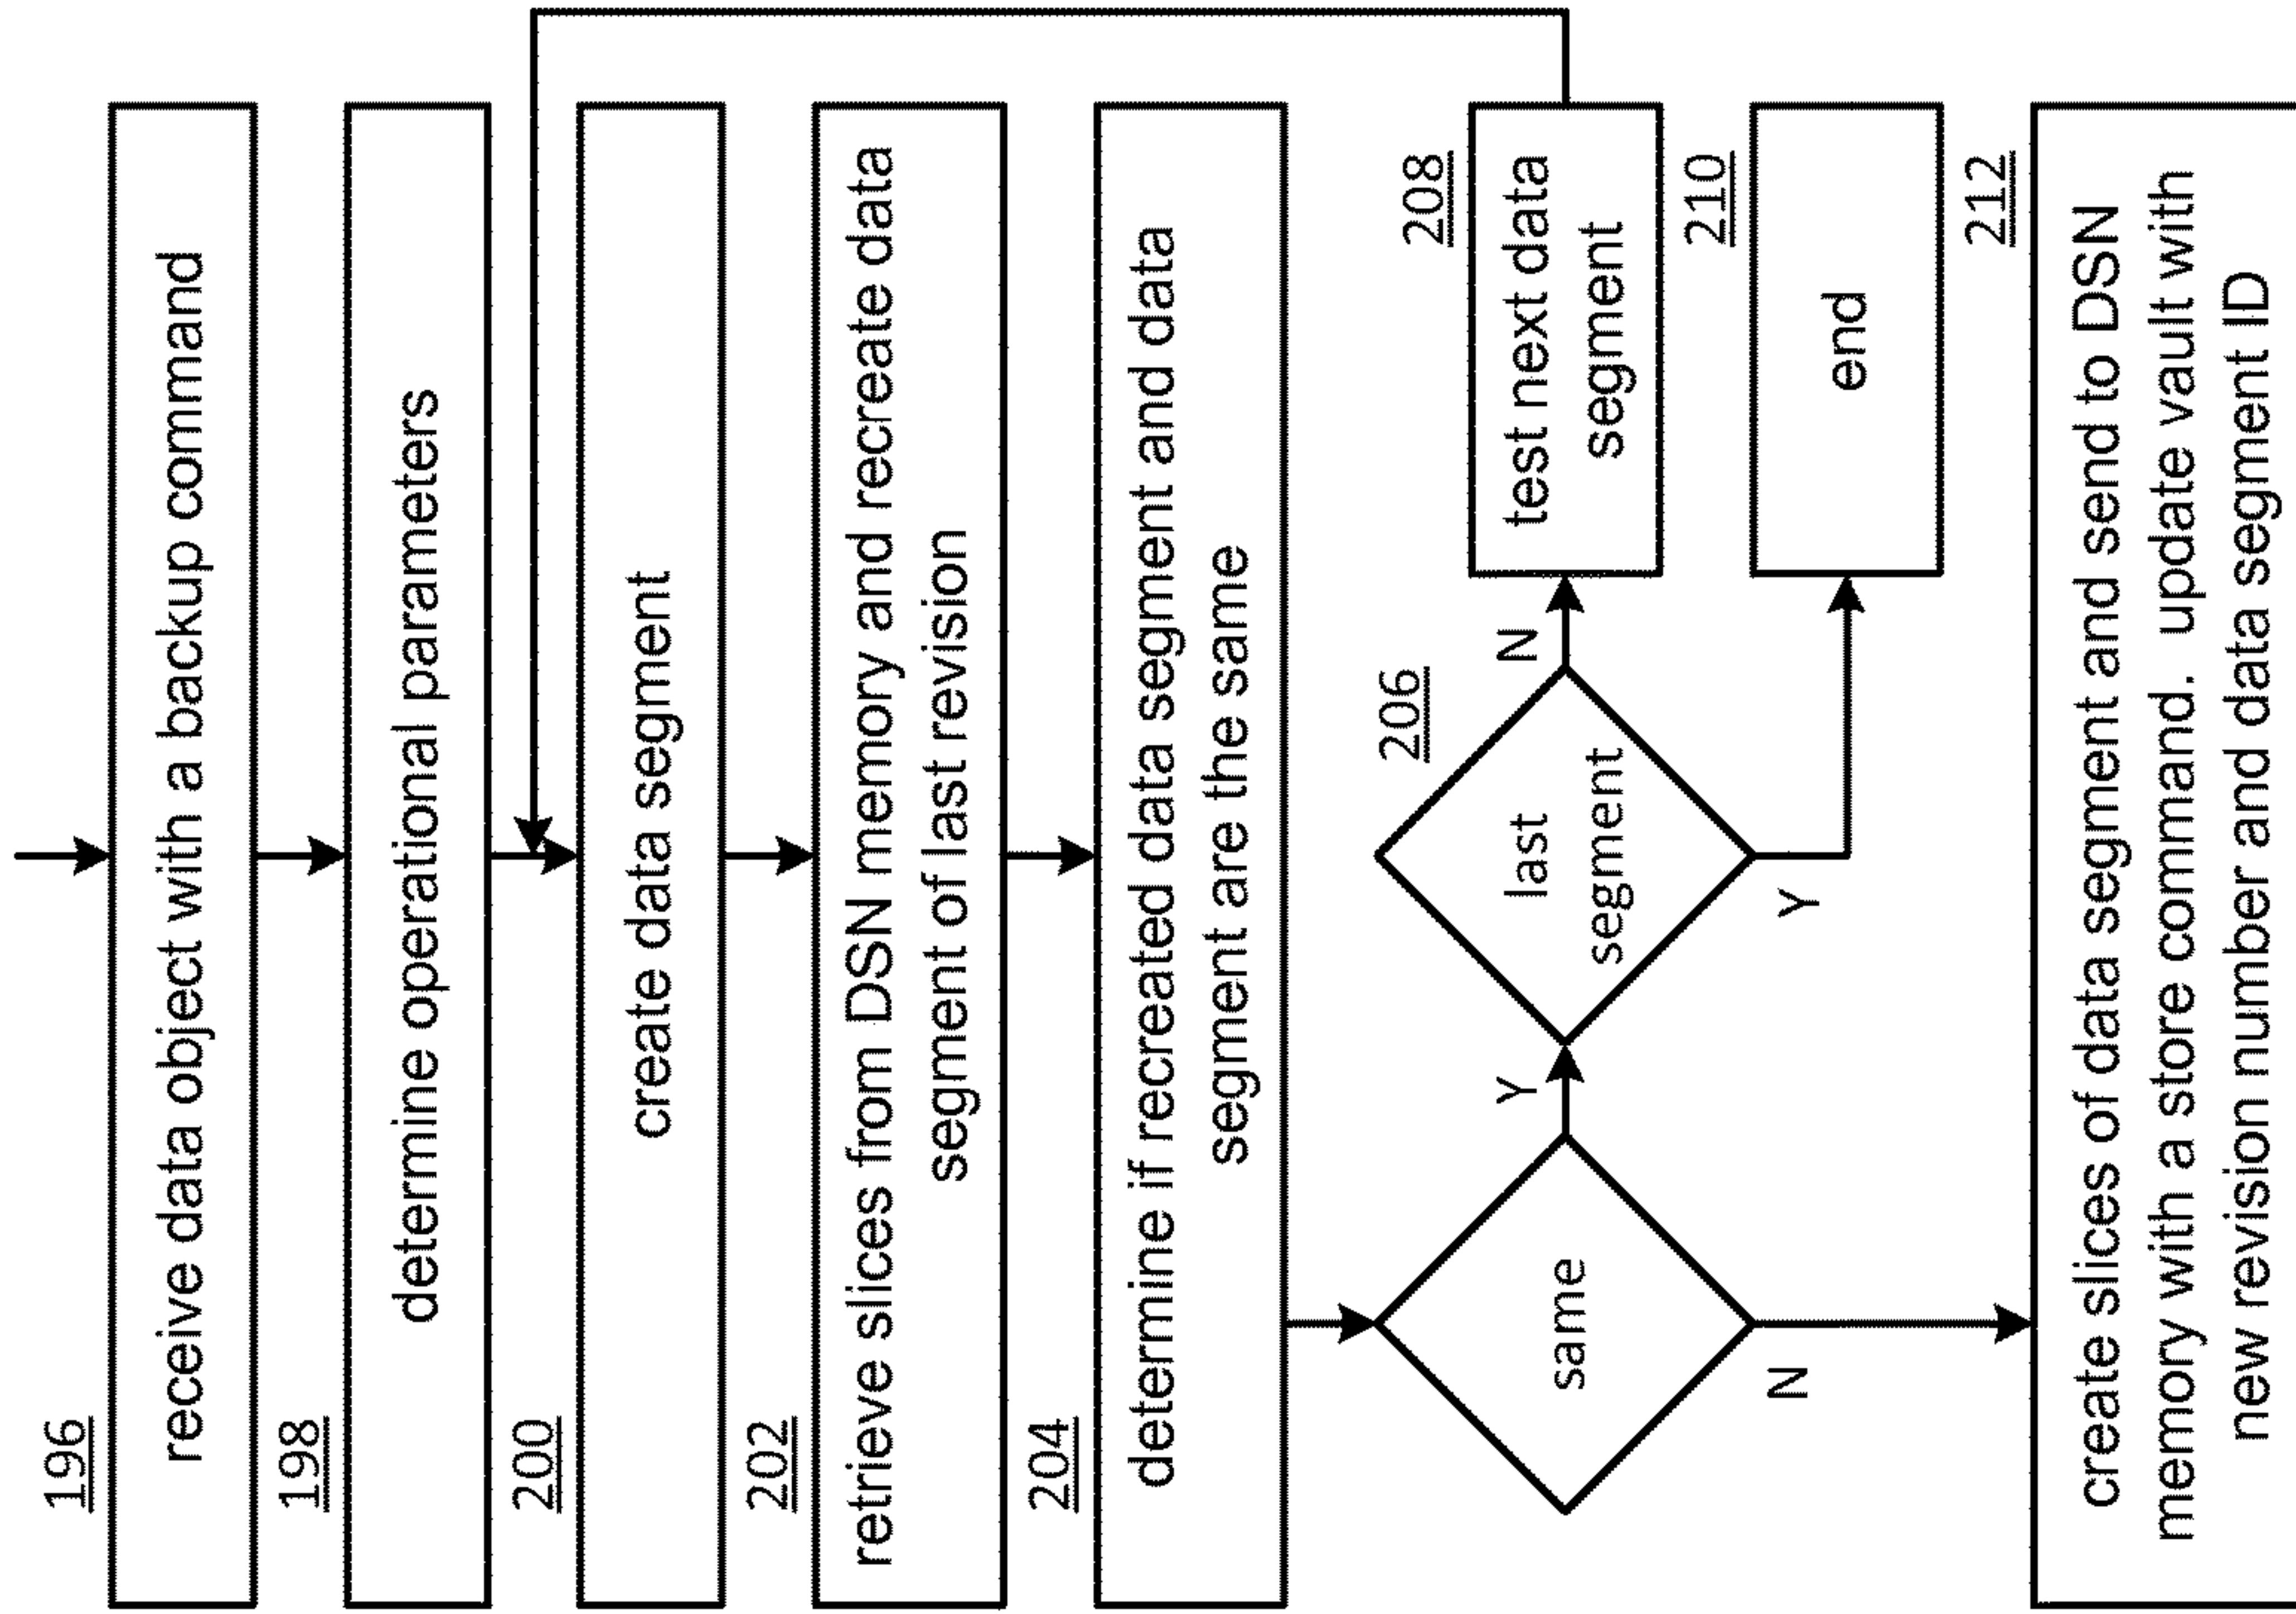 196
receive data object with a backup command
198
determine operational parameters
200
create data segment
202
retrieve slices from DSN memory and recreate data
segment of last revision
204
determine if recreated data segment and data
segment are the same
same
Y
N
206
last
segment
N
Y
208
test next data
segment
210
end
212
create slices of data segment and send to DSN
memory with a store command.  update vault with
new revision number and data segment ID